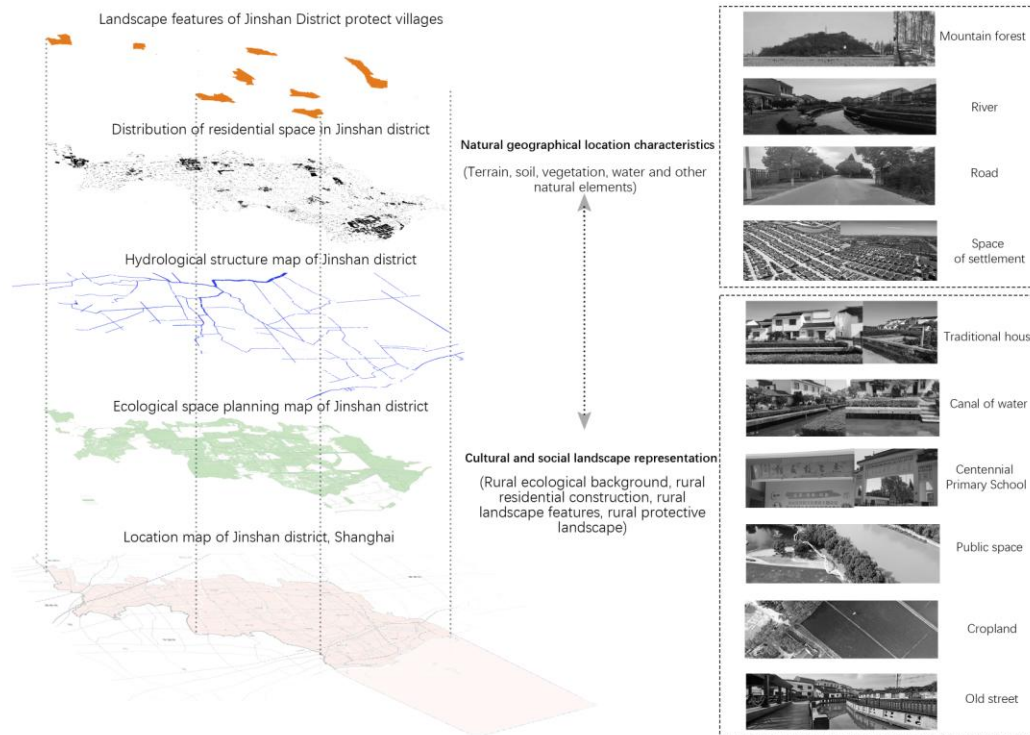 Landscape features of Jinshan District protect villages
Distribution of residential space in Jinshan district
Hydrological structure map of Jinshan district
Ecological space planning map of Jinshan district
Location map of Jinshan district, Shanghai
Natural geographical location characteristics
(Terrain, soil, vegetation, water and other
natural elements)
Cultural and social landscape representation
(Rural ecological background, rural
residential construction, rural
landscape features, rural protective
landscape)
Mountain forest
River
Road
Space
of settlement
Traditional hous
Canal of water
Centennial
Primary School
Public space
Cropland
Old street